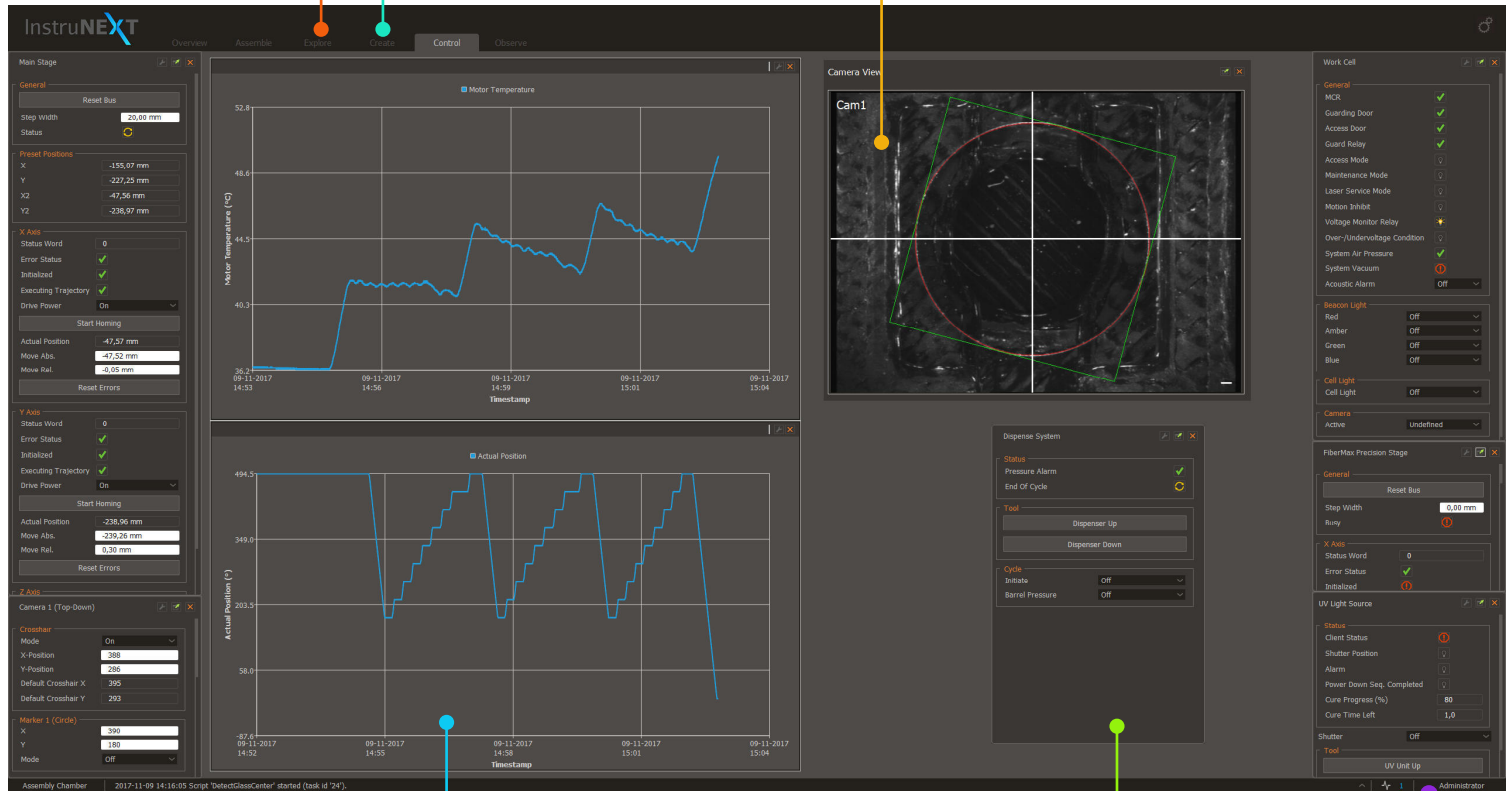 InstruNEXT
Overview
Assemble
Explore
Create
Control
Observe
Main Stage
General
Reset Bus
Step Width 20,00 mm
Status
Preset Positions
X -155,07 mm
Y -227,25 mm
X2 -47,56 mm
Y2 -238,97 mm
X Axis
Status Word 0
Error Status
Initialized
Executing Trajectory
Drive Power On
Start Homing
Actual Position -47,57 mm
Move Abs. -47,52 mm
Move Rel. -0,05 mm
Reset Errors
Y Axis
Status Word 0
Error Status
Initialized
Executing Trajectory
Drive Power On
Start Homing
Actual Position -238,96 mm
Move Abs. -239,26 mm
Move Rel. 0,30 mm
Reset Errors
Z Axis
Camera 1 (Top-Down)
Crosshair
Mode On
X-Position 388
Y-Position 286
Default Crosshair X 395
Default Crosshair Y 293
Marker 1 (Circle)
X 390
Y 180
Mode Off
Motor Temperature
52.8
48.6
44.5
40.3
36.2
Motor Temperature (°C)
09-11-2017 09-11-2017 09-11-2017 09-11-2017 09-11-2017
14:53 14:56 14:59 15:01 15:04
Timestamp
Actual Position
494.5
349.0
203.5
58.0
-87.6
Actual Position (°)
09-11-2017 09-11-2017 09-11-2017 09-11-2017 09-11-2017
14:52 14:55 14:58 15:01 15:04
Timestamp
Camera View
Cam1
Dispense System
Status
Pressure Alarm
End Of Cycle
Tool
Dispenser Up
Dispenser Down
Cycle
Initiate Off
Barrel Pressure Off
Work Cell
General
MCR
Guarding Door
Access Door
Guard Relay
Access Mode
Maintenance Mode
Laser Service Mode
Motion Inhibit
Voltage Monitor Relay
Over-/Undervoltage Condition
System Air Pressure
System Vacuum
Acoustic Alarm Off
Beacon Light
Red Off
Amber Off
Green Off
Blue Off
Cell Light
Cell Light Off
Camera
Active Undefined
FiberMax Precision Stage
General
Reset Bus
Step Width 0,00 mm
Busy
X Axis
Status Word 0
Error Status
Initialized
UV Light Source
Status
Client Status
Shutter Position
Alarm
Power Down Seq. Completed
Cure Progress (%) 80
Cure Time Left 1,0
Shutter Off
Tool
UV Unit Up
Assembly Chamber
2017-11-09 14:16:05 Script 'DetectGlassCenter' started (task id '24').
1
Administrator